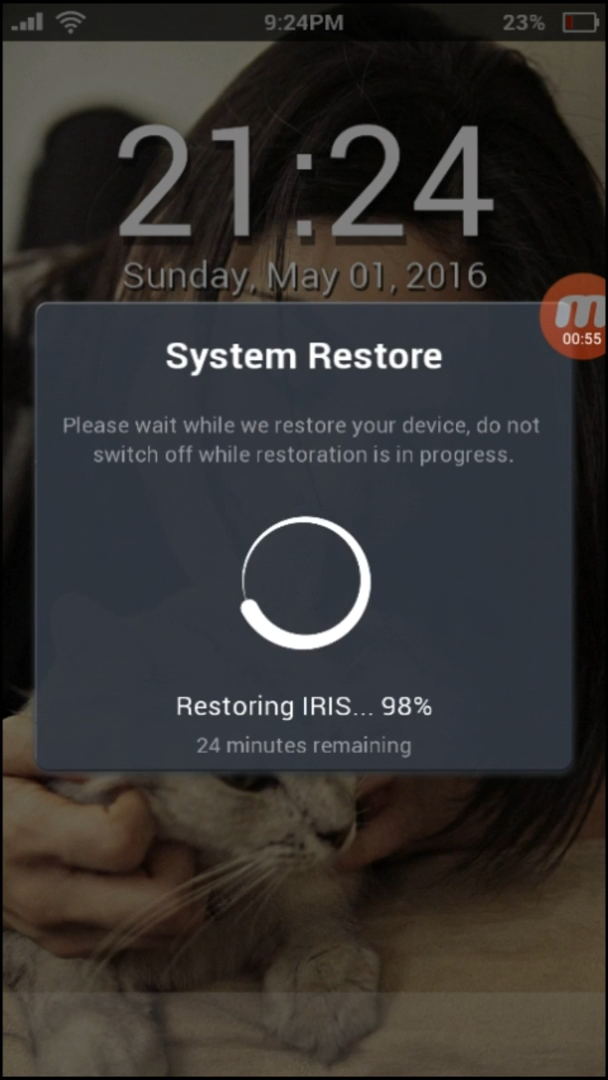 9:24PM 23%
21:24
Sunday, May 01, 2016
m
00:55
System Restore
Please wait while we restore your device, do not
switch off while restoration is in progress.
Restoring IRIS... 98%
24 minutes remaining